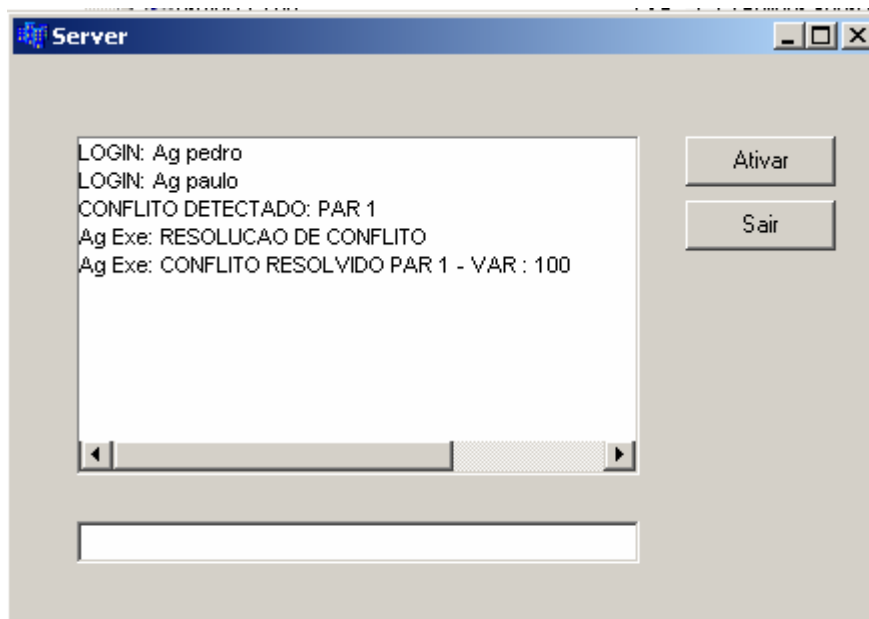 Server
LOGIN: Ag pedro
LOGIN: Ag paulo
CONFLITO DETECTADO: PAR 1
Ag Exe: RESOLUCAO DE CONFLITO
Ag Exe: CONFLITO RESOLVIDO PAR 1 - VAR : 100
Ativar
Sair